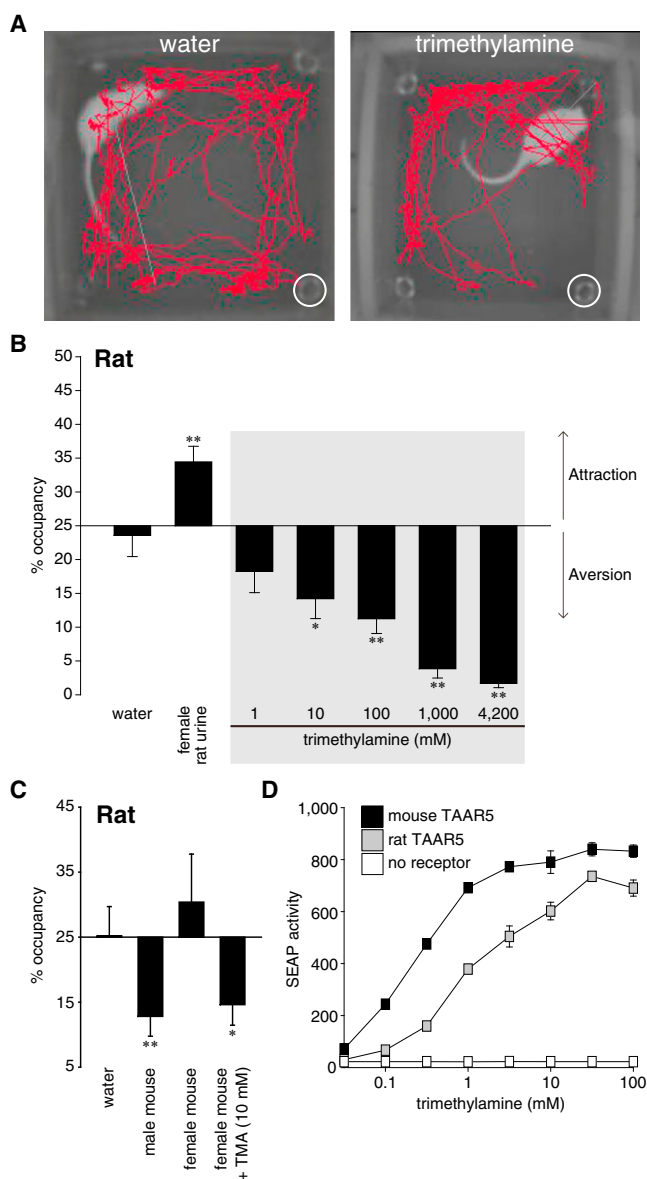 A
water
trimethylamine
B
Rat
% occupancy
50
45
40
35
30
25
20
15
10
5
0
**
*
**
**
**
Attraction
Aversion
water
female
rat urine
1
10
100
1,000
4,200
trimethylamine (mM)
C
Rat
% occupancy
45
35
25
15
5
**
*
water
male mouse
female mouse
female mouse
+ TMA (10 mM)
D
SEAP activity
1,000
800
600
400
200
0
mouse TAAR5
rat TAAR5
no receptor
0.1
1
10
100
trimethylamine (mM)